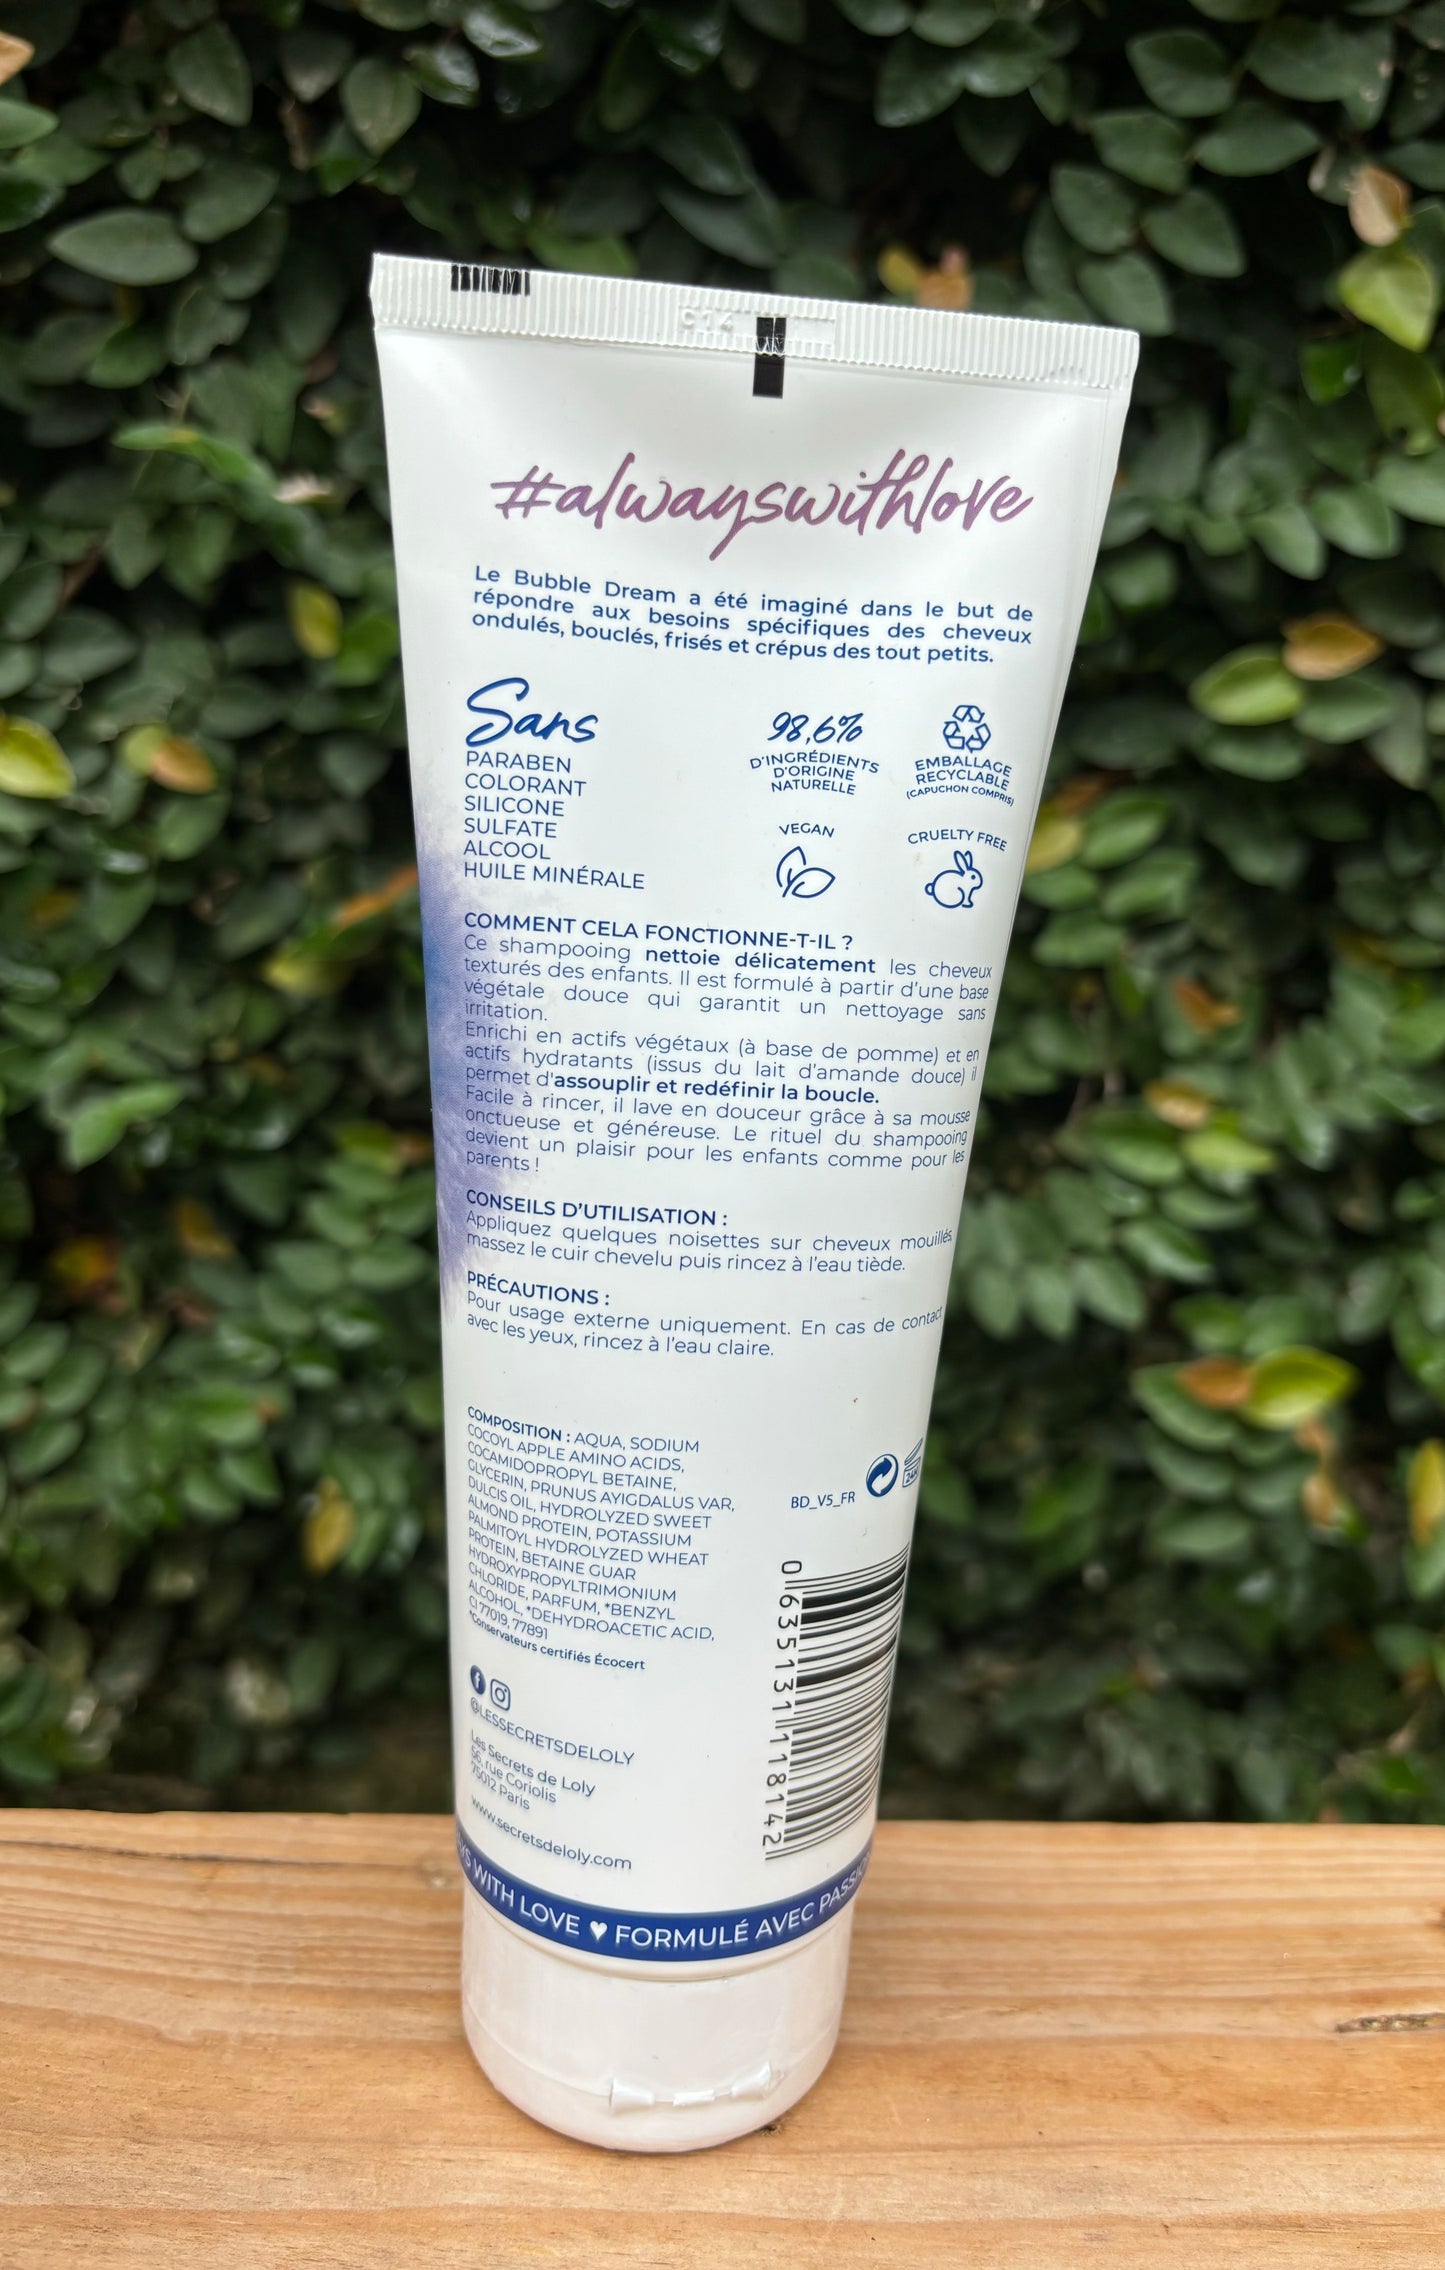 C14
#alwayswithlove
Le Bubble Dream a été imaginé dans le but de
répondre aux besoins spécifiques des cheveux
ondulés, bouclés, frisés et crépus des tout petits.
Sans
PARABEN
COLORANT
SILICONE
SULFATE
ALCOOL
HUILE MINÉRALE
98,6%
D'INGRÉDIENTS
D'ORIGINE
NATURELLE
EMBALLAGE
RECYCLABLE
(CAPUCHON COMPRIS)
VEGAN
CRUELTY FREE
COMMENT CELA FONCTIONNE-T-IL ?
Ce shampooing nettoie délicatement les cheveux
texturés des enfants. Il est formulé à partir d'une base
végétale douce qui garantit un nettoyage sans
irritation.
Enrichi en actifs végétaux (à base de pomme) et en
actifs hydratants (issus du lait d'amande douce) il
permet d'assouplir et redéfinir la boucle.
Facile à rincer, il lave en douceur grâce à sa mousse
onctueuse et généreuse. Le rituel du shampooing
devient un plaisir pour les enfants comme pour les
parents !
CONSEILS D'UTILISATION :
Appliquez quelques noisettes sur cheveux mouillés,
massez le cuir chevelu puis rincez à l'eau tiède.
PRÉCAUTIONS :
Pour usage externe uniquement. En cas de contact
avec les yeux, rincez à l'eau claire.
COMPOSITION : AQUA, SODIUM
COCOYL APPLE AMINO ACIDS,
COCAMIDOPROPYL BETAINE,
GLYCERIN, PRUNUS AYIGDALUS VAR,
DULCIS OIL, HYDROLYZED SWEET
ALMOND PROTEIN, POTASSIUM
PALMITOYL HYDROLYZED WHEAT
PROTEIN, BETAINE GUAR
HYDROXYPROPYLTRIMONIUM
CHLORIDE, PARFUM, *BENZYL
ALCOHOL, *DEHYDROACETIC ACID,
CI 77019, 77891
*Conservateurs certifiés Écocert
BD_V5_FR
24M
0 635131 118142
@LESSECRETSDELOLY
Les Secrets de Loly
56, rue Coriolis
75012 Paris
www.secretsdeloly.com
WITH LOVE ♥ FORMULÉ AVEC PASSION